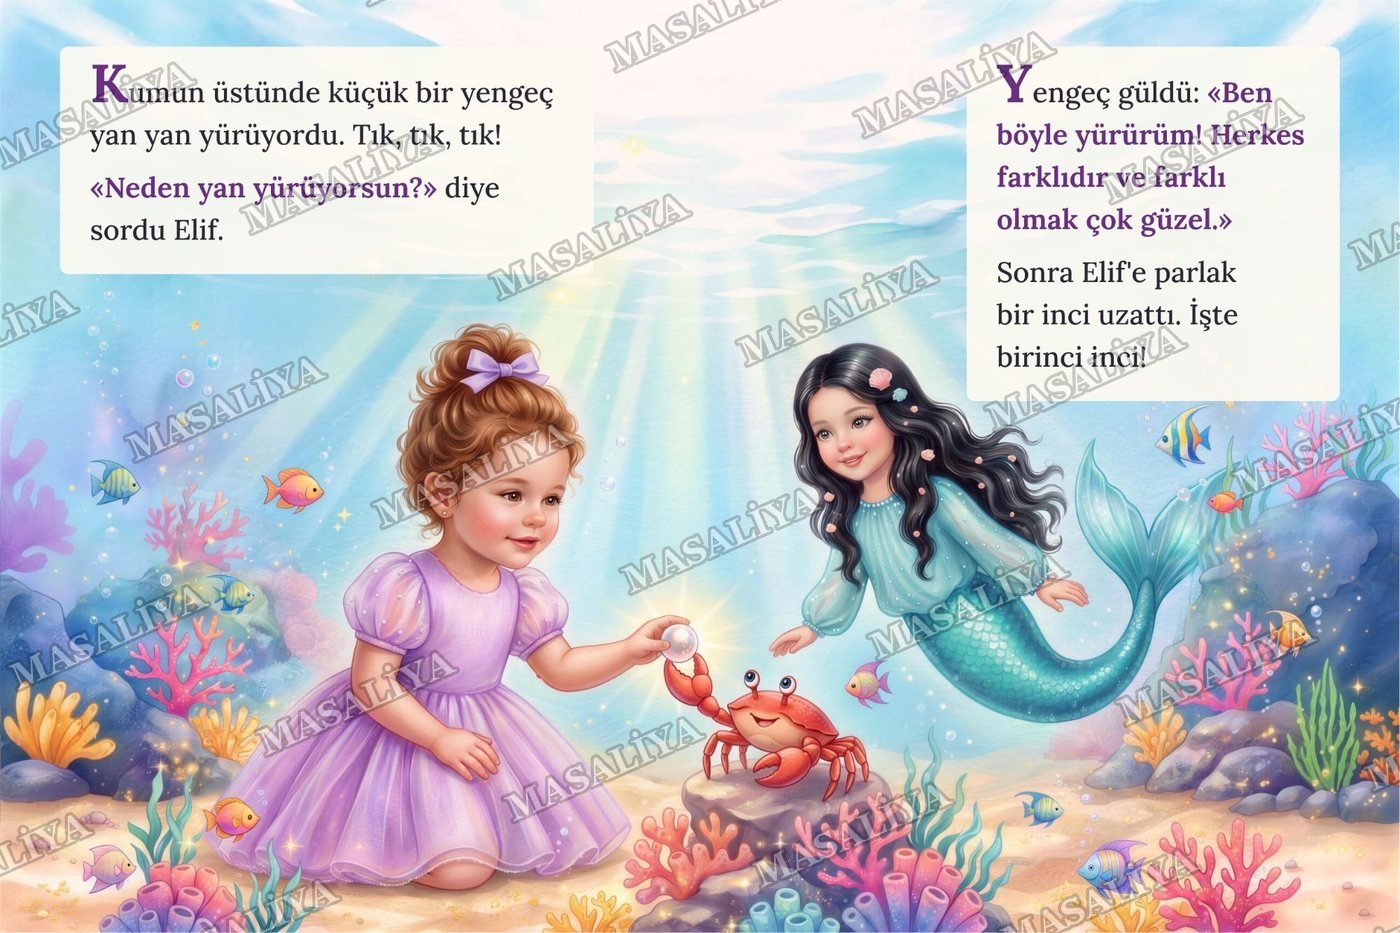 Kumun üstünde küçük bir yengeç
yan yan yürüyordu. Tık, tık, tık!
«Neden yan yürüyorsun?» diye
sordu Elif.
Yengeç güldü: «Ben
böyle yürürüm! Herkes
farklıdır ve farklı
olmak çok güzel.»
Sonra Elif'e parlak
bir inci uzattı. İşte
birinci inci!
MASALİYA